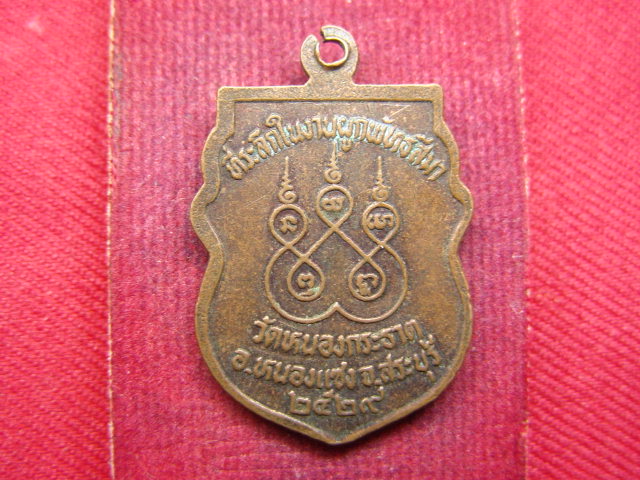 ที่ระลึกในงานผูกพัทธสีมา
วัดหนองกระธาตุ
อ.หนองแซง จ.สระบุรี
๒๕๒๙